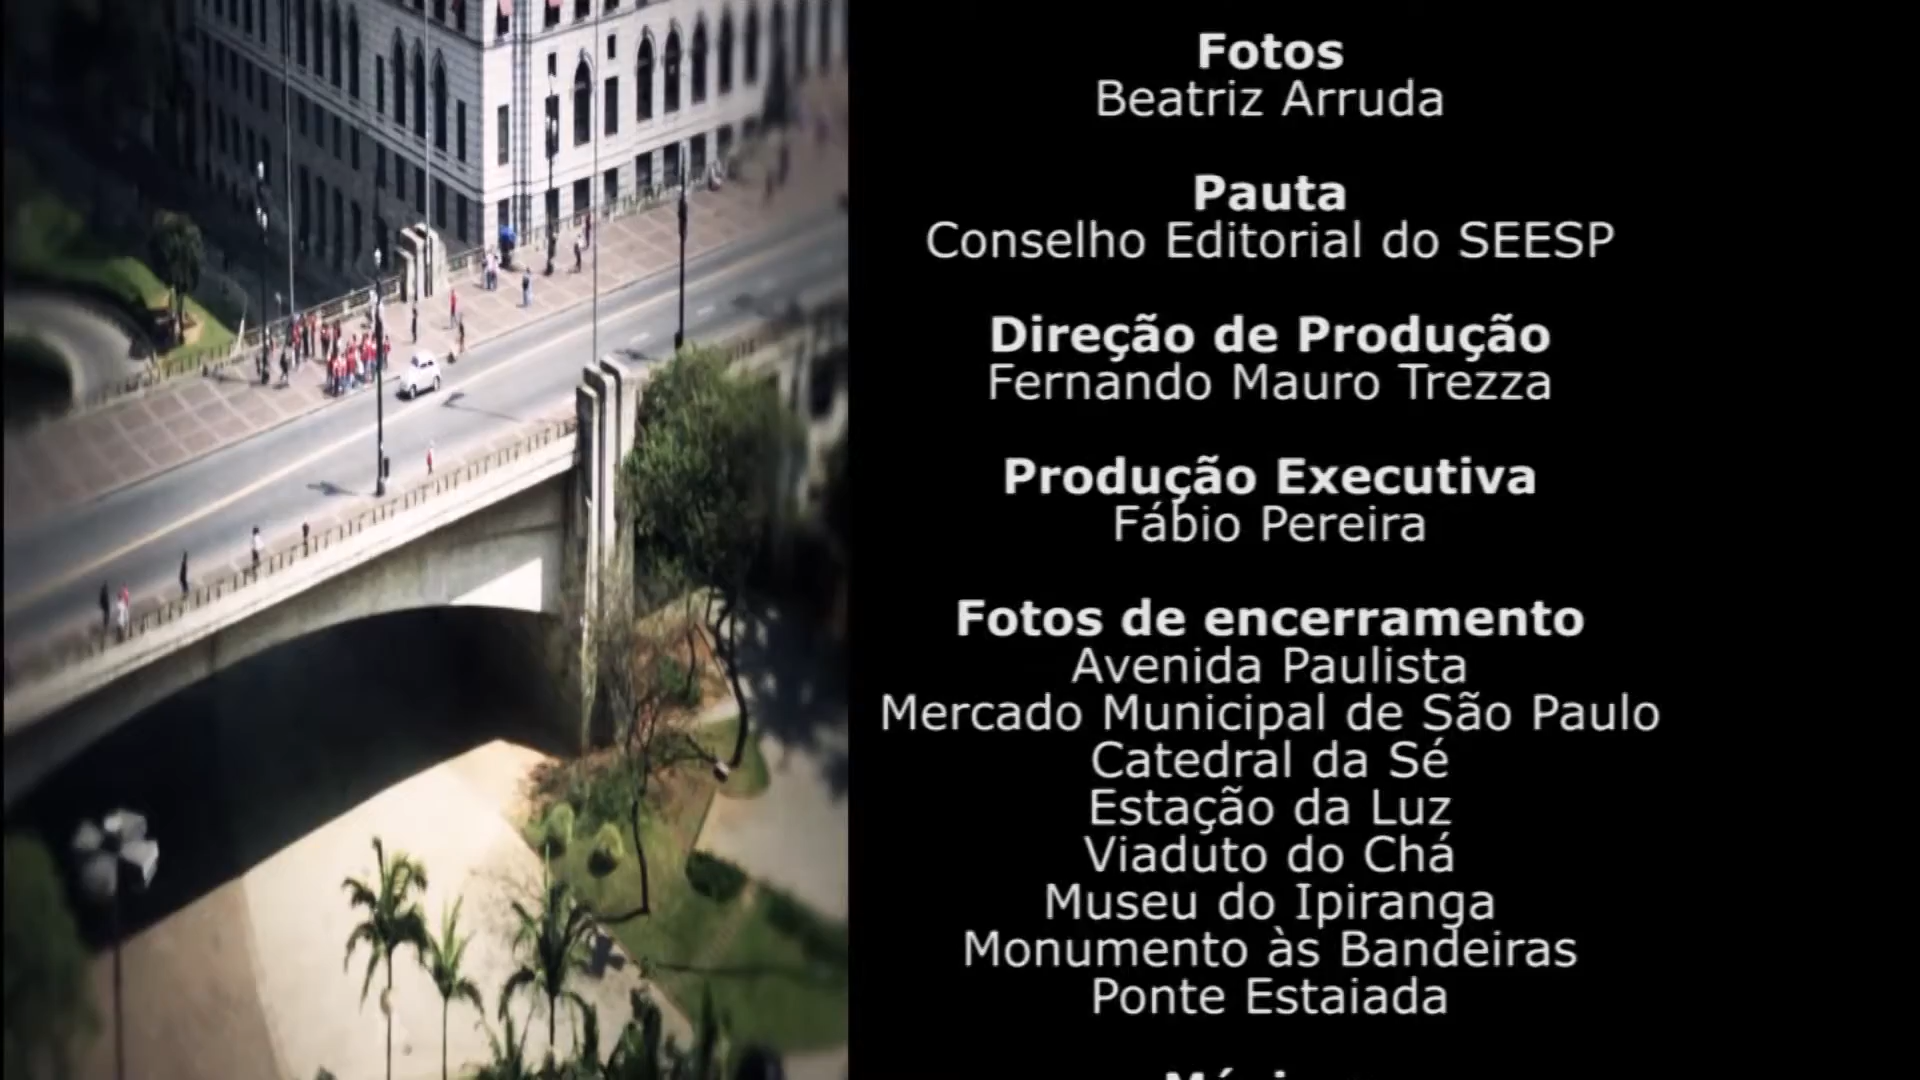 Fotos
Beatriz Arruda
Pauta
Conselho Editorial do SEESP
Direção de Produção
Fernando Mauro Trezza
Produção Executiva
Fábio Pereira
Fotos de encerramento
Avenida Paulista
Mercado Municipal de São Paulo
Catedral da Sé
Estação da Luz
Viaduto do Chá
Museu do Ipiranga
Monumento às Bandeiras
Ponte Estaiada